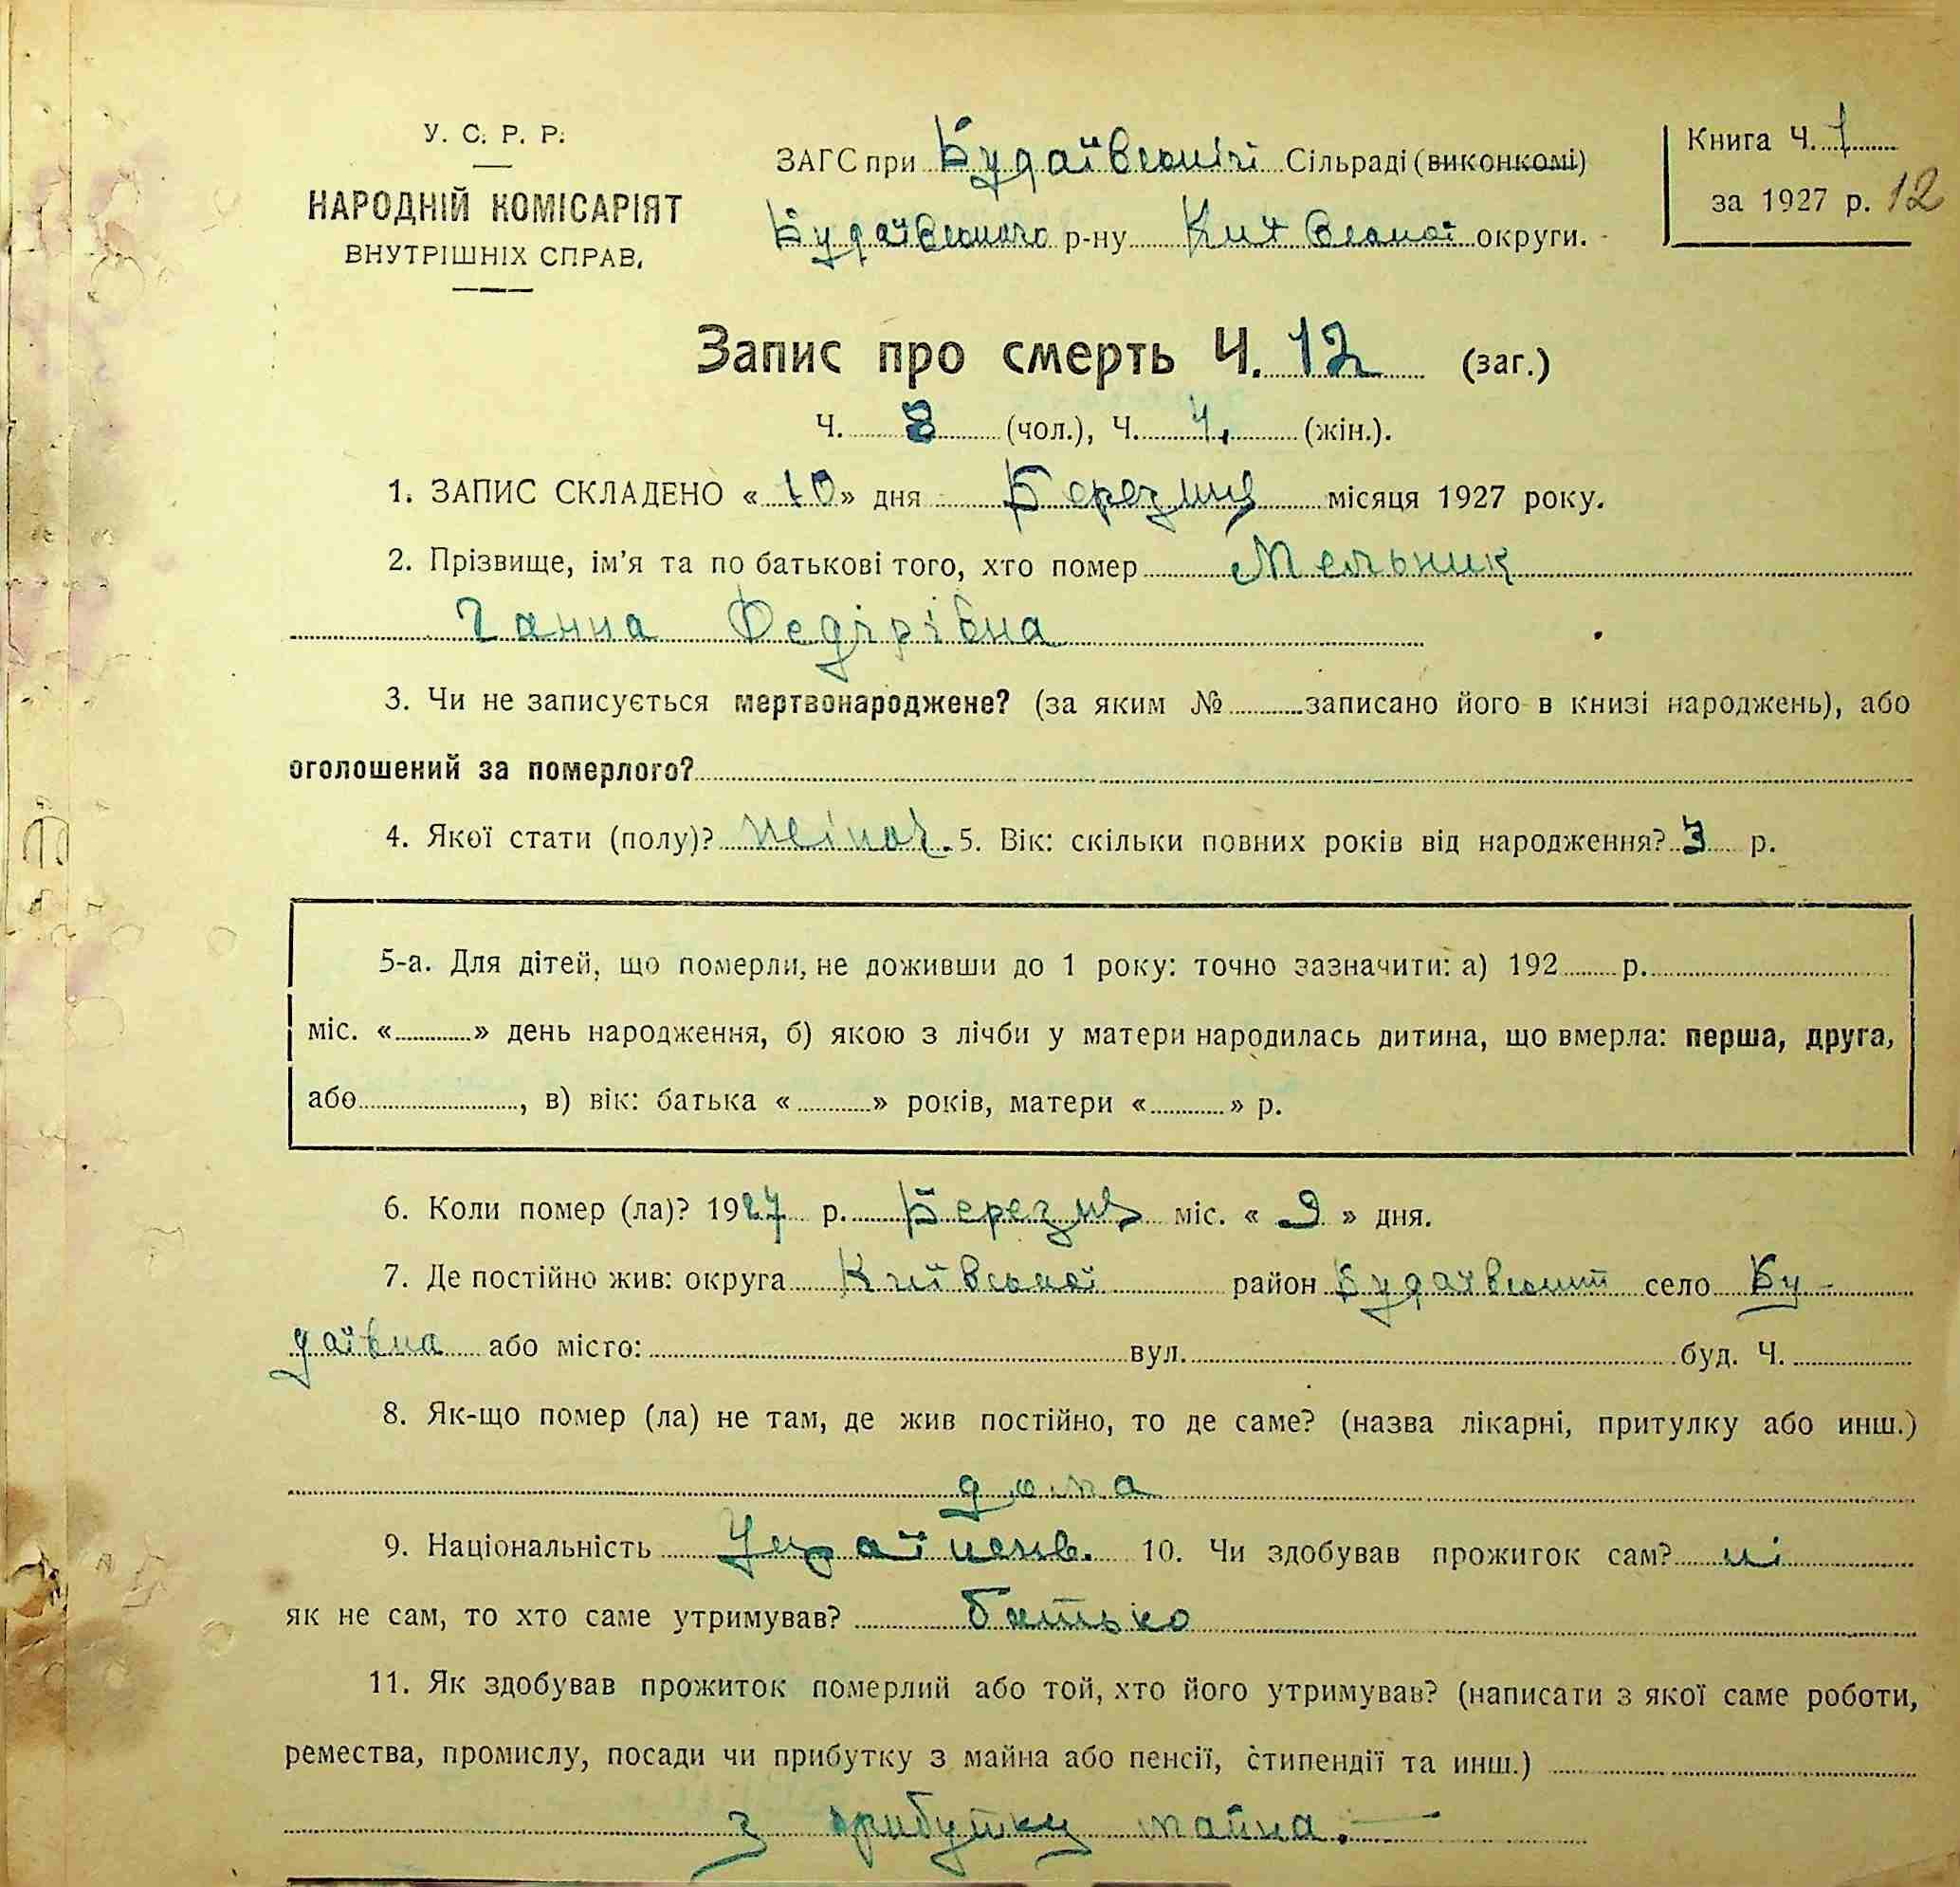 У. С. Р. Р.
НАРОДНІЙ КОМІСАРІЯТ
ВНУТРІШНІХ СПРАВ.
ЗАГС при Будаївській Сільраді (виконкомі)
Будаївського р-ну Київської округи.
Книга Ч. 1
за 1927 р. 12
Запис про смерть Ч. 12 (заг.)
Ч. 8 (чол.), Ч. 4. (жін.).
1. ЗАПИС СКЛАДЕНО «10» дня Березня місяця 1927 року.
2. Прізвище, ім’я та по батькові того, хто помер Мельник
Ганна Федірівна
3. Чи не записується мертвонароджене? (за яким № записано його в книзі народжень), або
оголошений за померлого?
4. Якої стати (полу)? жіноч. 5. Вік: скільки повних років від народження? 3 р.
5-а. Для дітей, що померли, не доживши до 1 року: точно зазначити: а) 192 р.
міс. « » день народження, б) якою з лічби у матери народилась дитина, що вмерла: перша, друга,
або , в) вік: батька « » років, матери « » р.
6. Коли помер (ла)? 1927 р. Березня міс. « 9 » дня.
7. Де постійно жив: округа Київської район Будаївський село Бу-
даївка або місто: вул. буд. Ч.
8. Як-що помер (ла) не там, де жив постійно, то де саме? (назва лікарні, притулку або инш.)
дома
9. Національність Україненв. 10. Чи здобував прожиток сам? ні
як не сам, то хто саме утримував? батько
11. Як здобував прожиток померлий або той, хто його утримував? (написати з якої саме роботи,
ремества, промислу, посади чи прибутку з майна або пенсії, стипендії та инш.)
з прибутку майна.